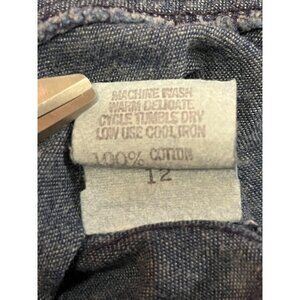 MACHINE WASH
WARM DELICATE
CYCLE TUMBLE DRY
LOW USE COOL IRON
100% COTTON
12